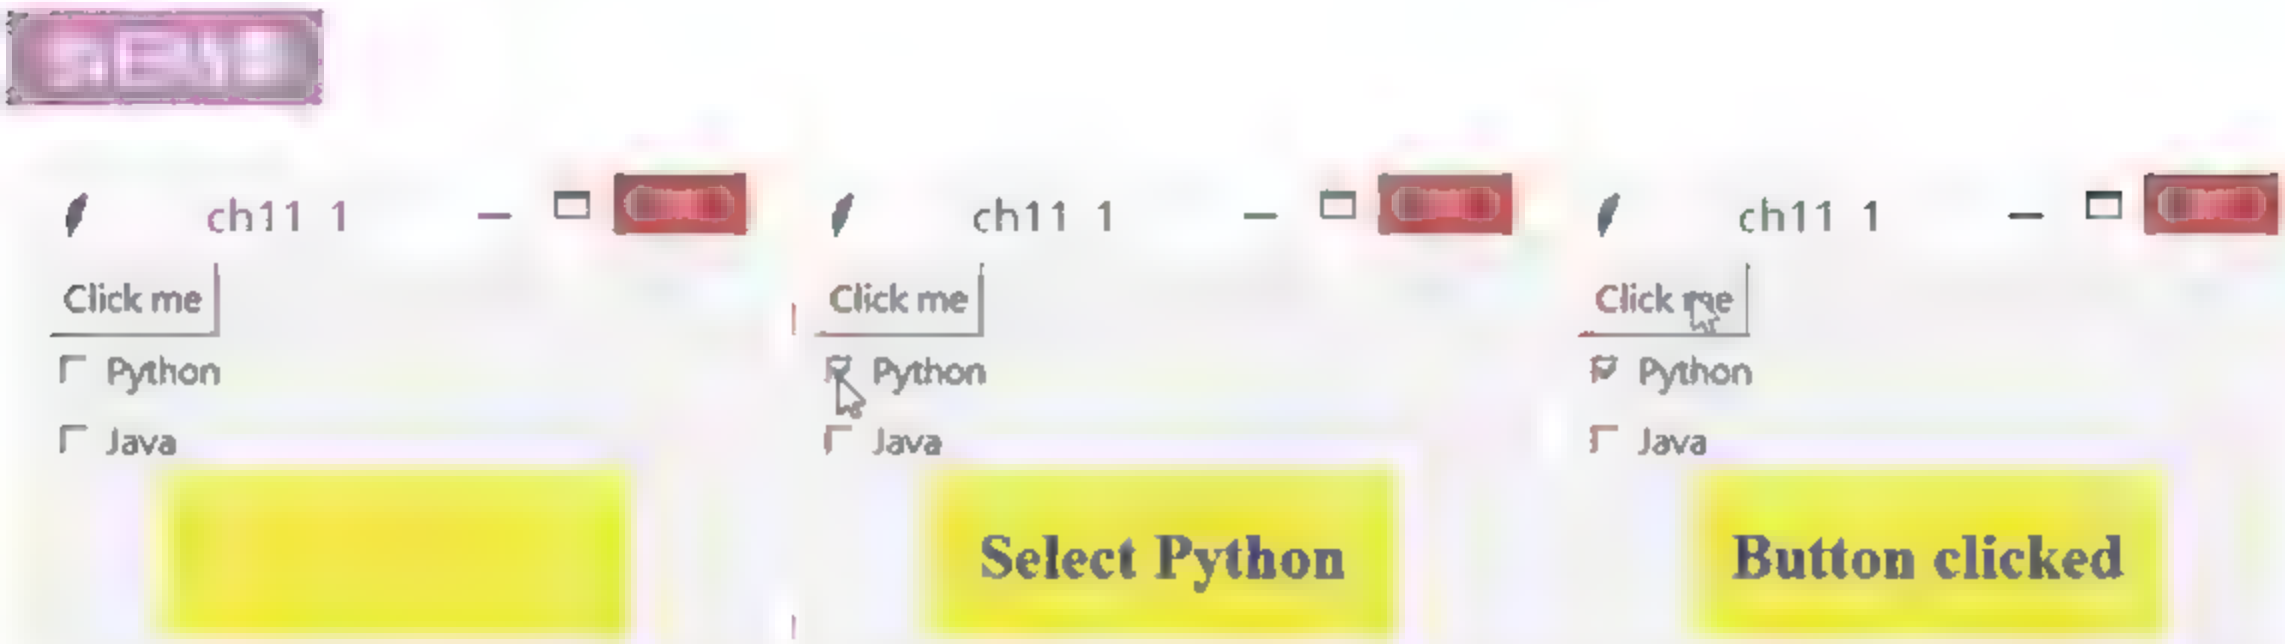 ch11 1
Click me
Python
Java
ch11 1
Click me
Python
Java
Select Python
ch11 1
Click me
Python
Java
Button clicked